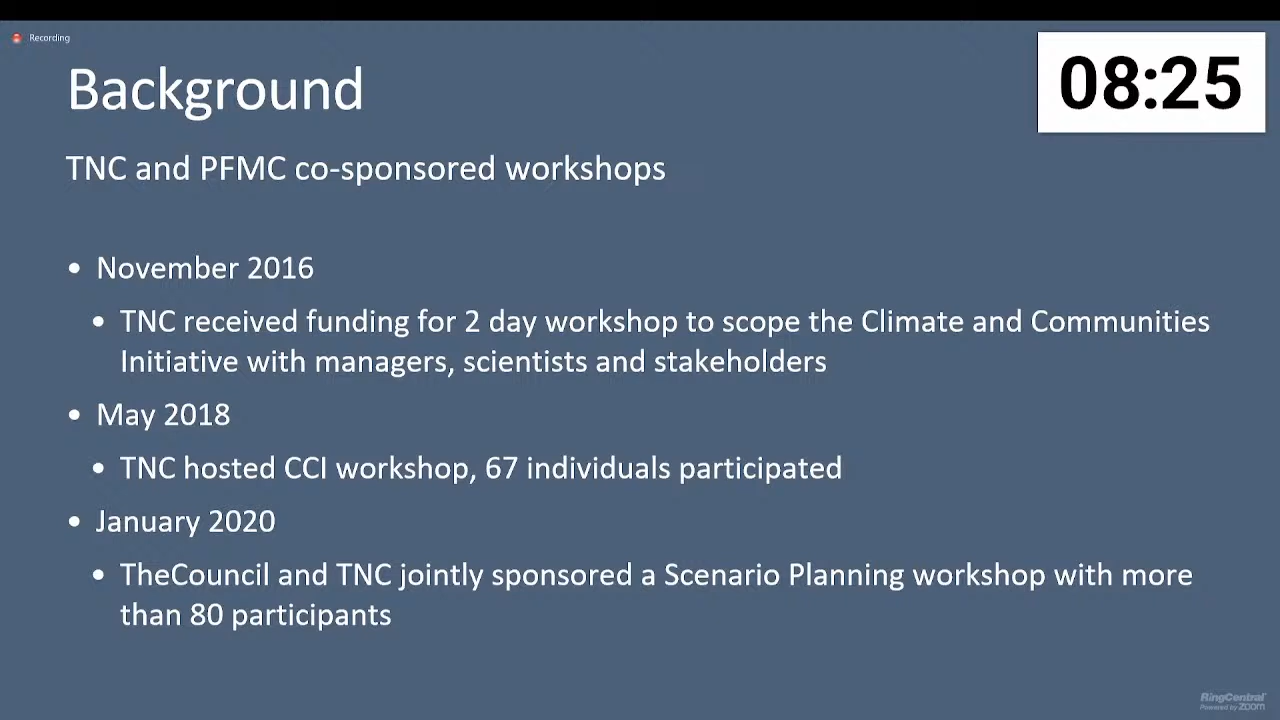 Recording
Background
08:25
TNC and PFMC co-sponsored workshops
• November 2016
• TNC received funding for 2 day workshop to scope the Climate and Communities
Initiative with managers, scientists and stakeholders
• May 2018
• TNC hosted CCI workshop, 67 individuals participated
• January 2020
• TheCouncil and TNC jointly sponsored a Scenario Planning workshop with more
than 80 participants
RingCentral
Powered by zoom